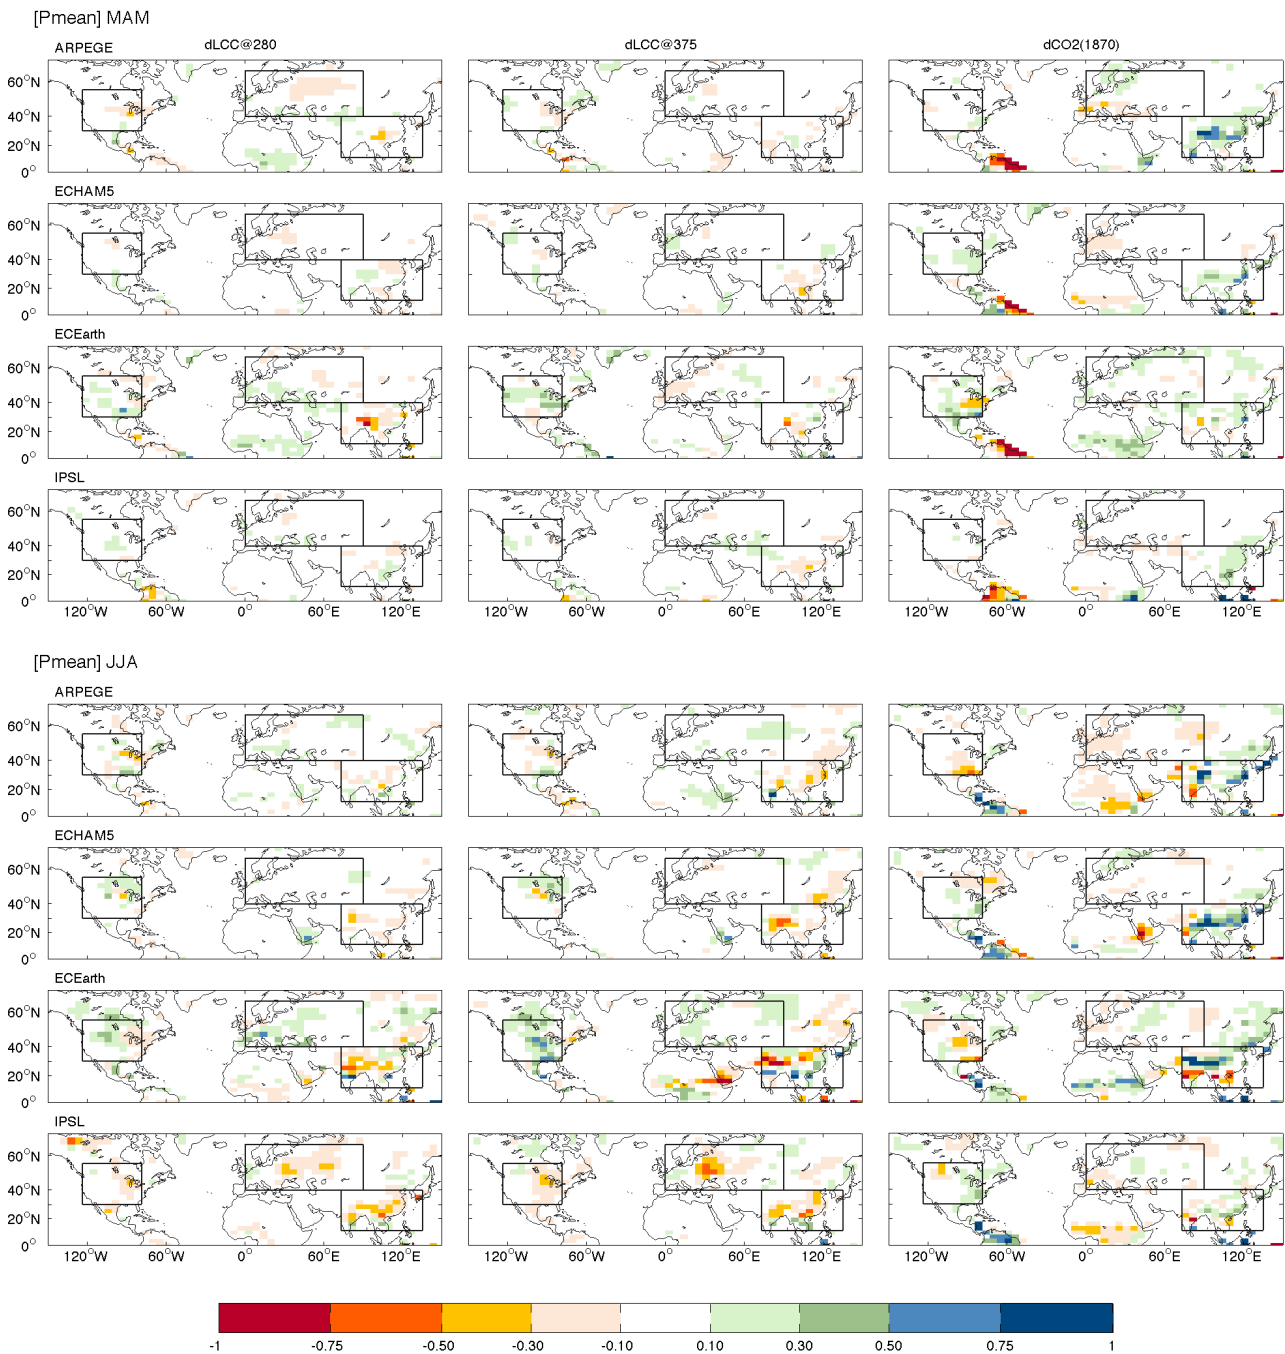 [Pmean] MAM
dLCC@280 dLCC@375 dCO2(1870)
ARPEGE
60°N
40°N
20°N
0°
ECHAM5
60°N
40°N
20°N
0°
ECEarth
60°N
40°N
20°N
0°
IPSL
60°N
40°N
20°N
0°
120°W 60°W 0° 60°E 120°E 120°W 60°W 0° 60°E 120°E 120°W 60°W 0° 60°E 120°E
[Pmean] JJA
ARPEGE
60°N
40°N
20°N
0°
ECHAM5
60°N
40°N
20°N
0°
ECEarth
60°N
40°N
20°N
0°
IPSL
60°N
40°N
20°N
0°
120°W 60°W 0° 60°E 120°E 120°W 60°W 0° 60°E 120°E 120°W 60°W 0° 60°E 120°E
-1 -0.75 -0.50 -0.30 -0.10 0.10 0.30 0.50 0.75 1